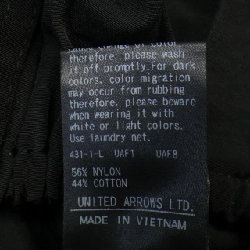 therefore, please wash
it off promptly. For dark
colors, color migration
may occur from rubbing
therefore, please beware
when wearing it with
white or light colors.
Use laundry net.
431-1-L UAF1 UAF8
56% NYLON
44% COTTON
UNITED ARROWS LTD.
MADE IN VIETNAM